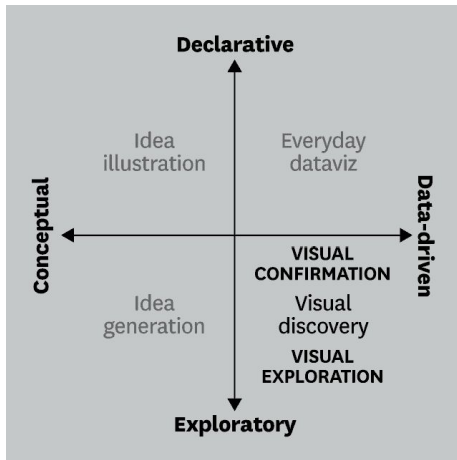 Declarative
Idea
illustration
Everyday
dataviz
Conceptual
Data-driven
VISUAL
CONFIRMATION
Idea
generation
Visual
discovery
VISUAL
EXPLORATION
Exploratory